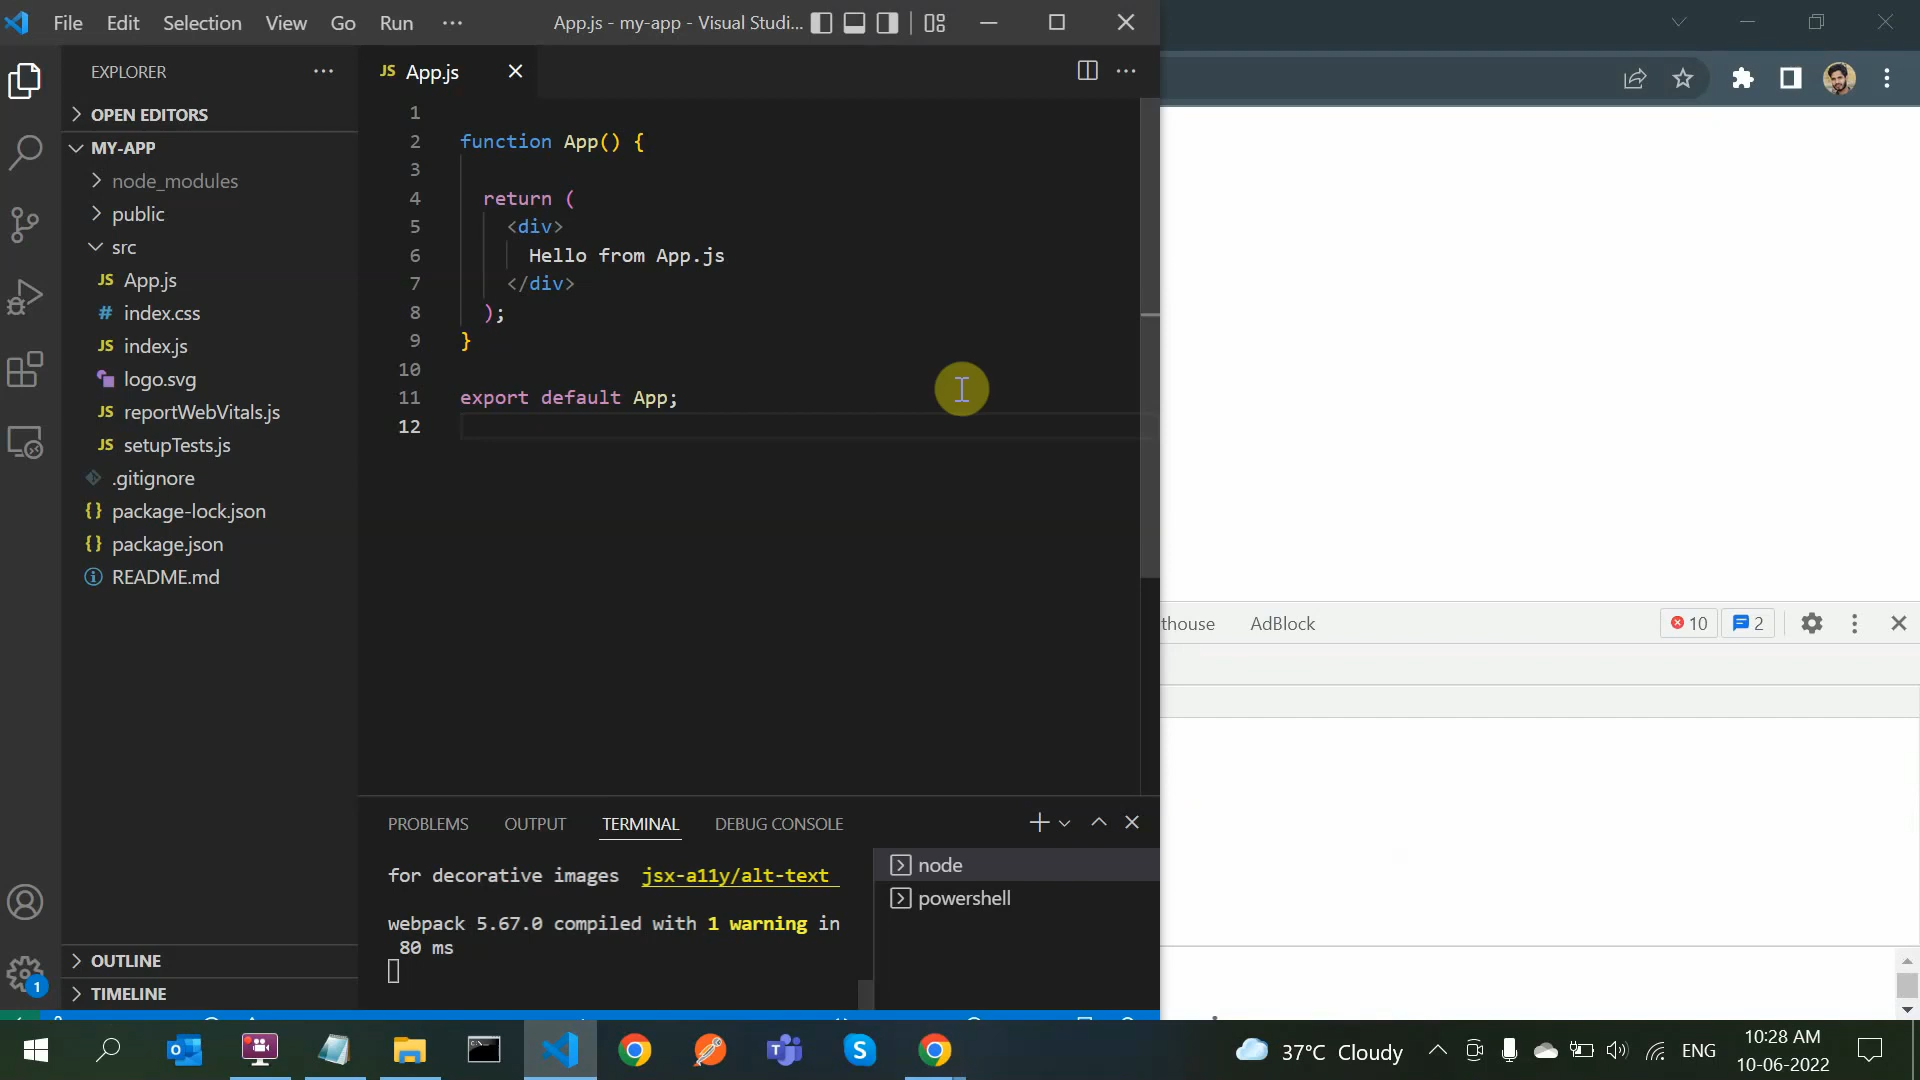 File Edit Selection View Go Run ··· App.js - my-app - Visual Studi...
EXPLORER ···
JS App.js
OPEN EDITORS
MY-APP
node_modules
public
src
JS App.js
# index.css
JS index.js
logo.svg
JS reportWebVitals.js
JS setupTests.js
.gitignore
{} package-lock.json
{} package.json
README.md
OUTLINE
TIMELINE
1
1
2 function App() {
3
4 return (
5 <div>
6 Hello from App.js
7 </div>
8 );
9 }
10
11 export default App;
12
PROBLEMS OUTPUT TERMINAL DEBUG CONSOLE
for decorative images jsx-a11y/alt-text
webpack 5.67.0 compiled with 1 warning in
80 ms
node
powershell
thouse AdBlock 10 2
37°C Cloudy ENG
10:28 AM
10-06-2022